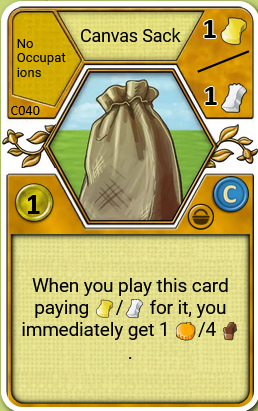 No
Occupat
ions
Canvas Sack
1
1
C040
1
C
When you play this card
paying / for it, you
immediately get 1 /4
.